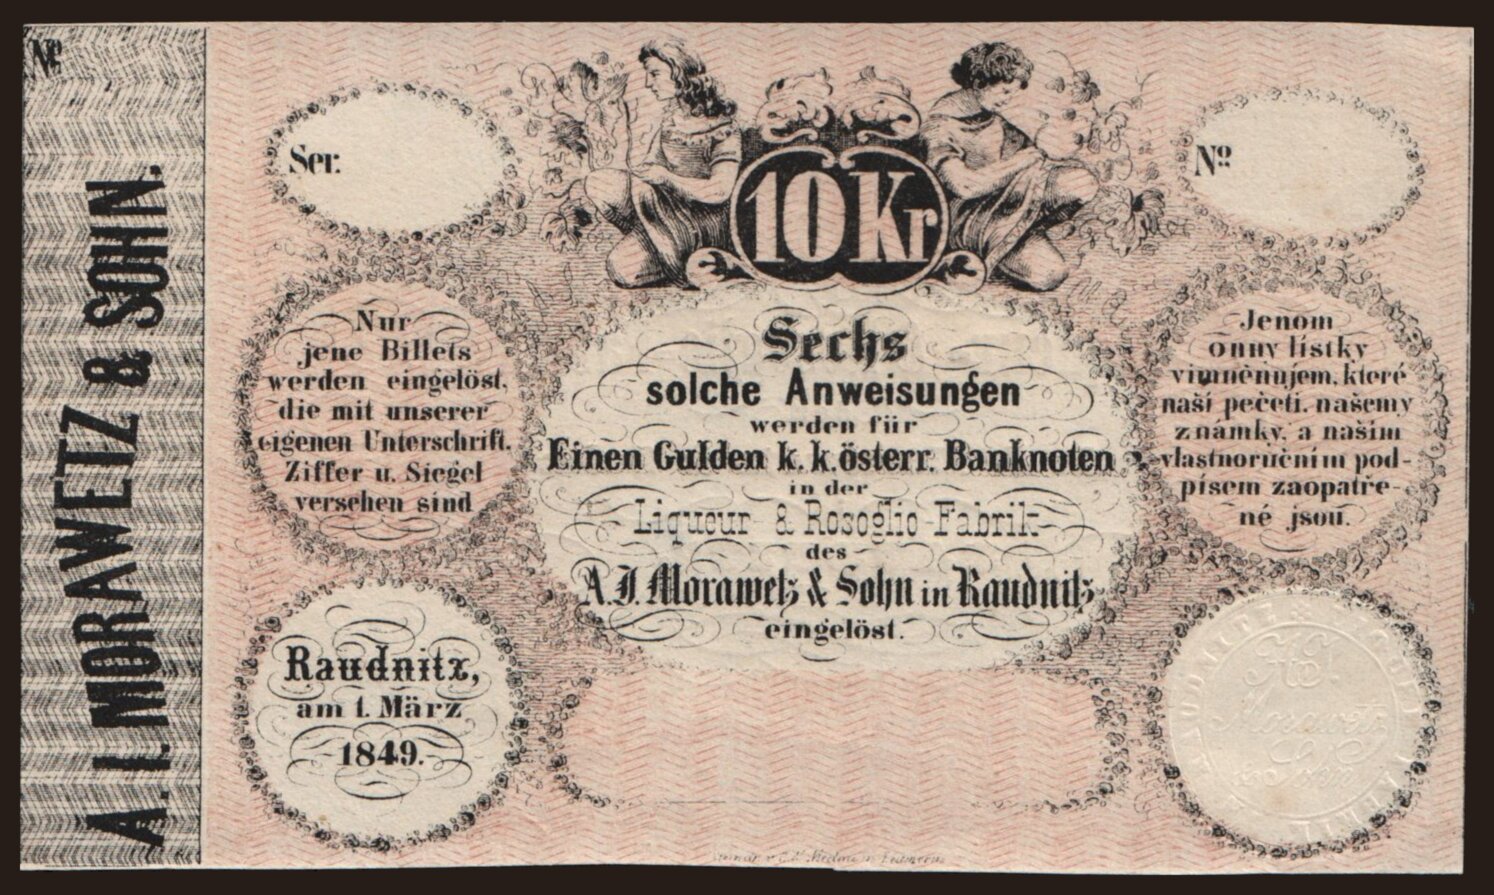 Nº
A. I. MORAWETZ & SOHN.
Ser.
10 Kr
Nº
Nur
jene Billets
werden eingelöst,
die mit unserer
eigenen Unterschrift.
Ziffer u. Siegel
versehen sind
Sechs
solche Anweisungen
werden für
Einen Gulden k. k. österr. Banknoten
in der
Liqueur & Rosoglio-Fabrik
des
A. J. Morawetz & Sohn in Raudnitz
eingelöst.
Jenom
onny lístky
vimněnujem, které
naší pečetí, našemy
známky, a naším
vlastnoručním pod-
pisem zaopatře-
né jsou.
Raudnitz,
am 1. März
1849.
Morawetz